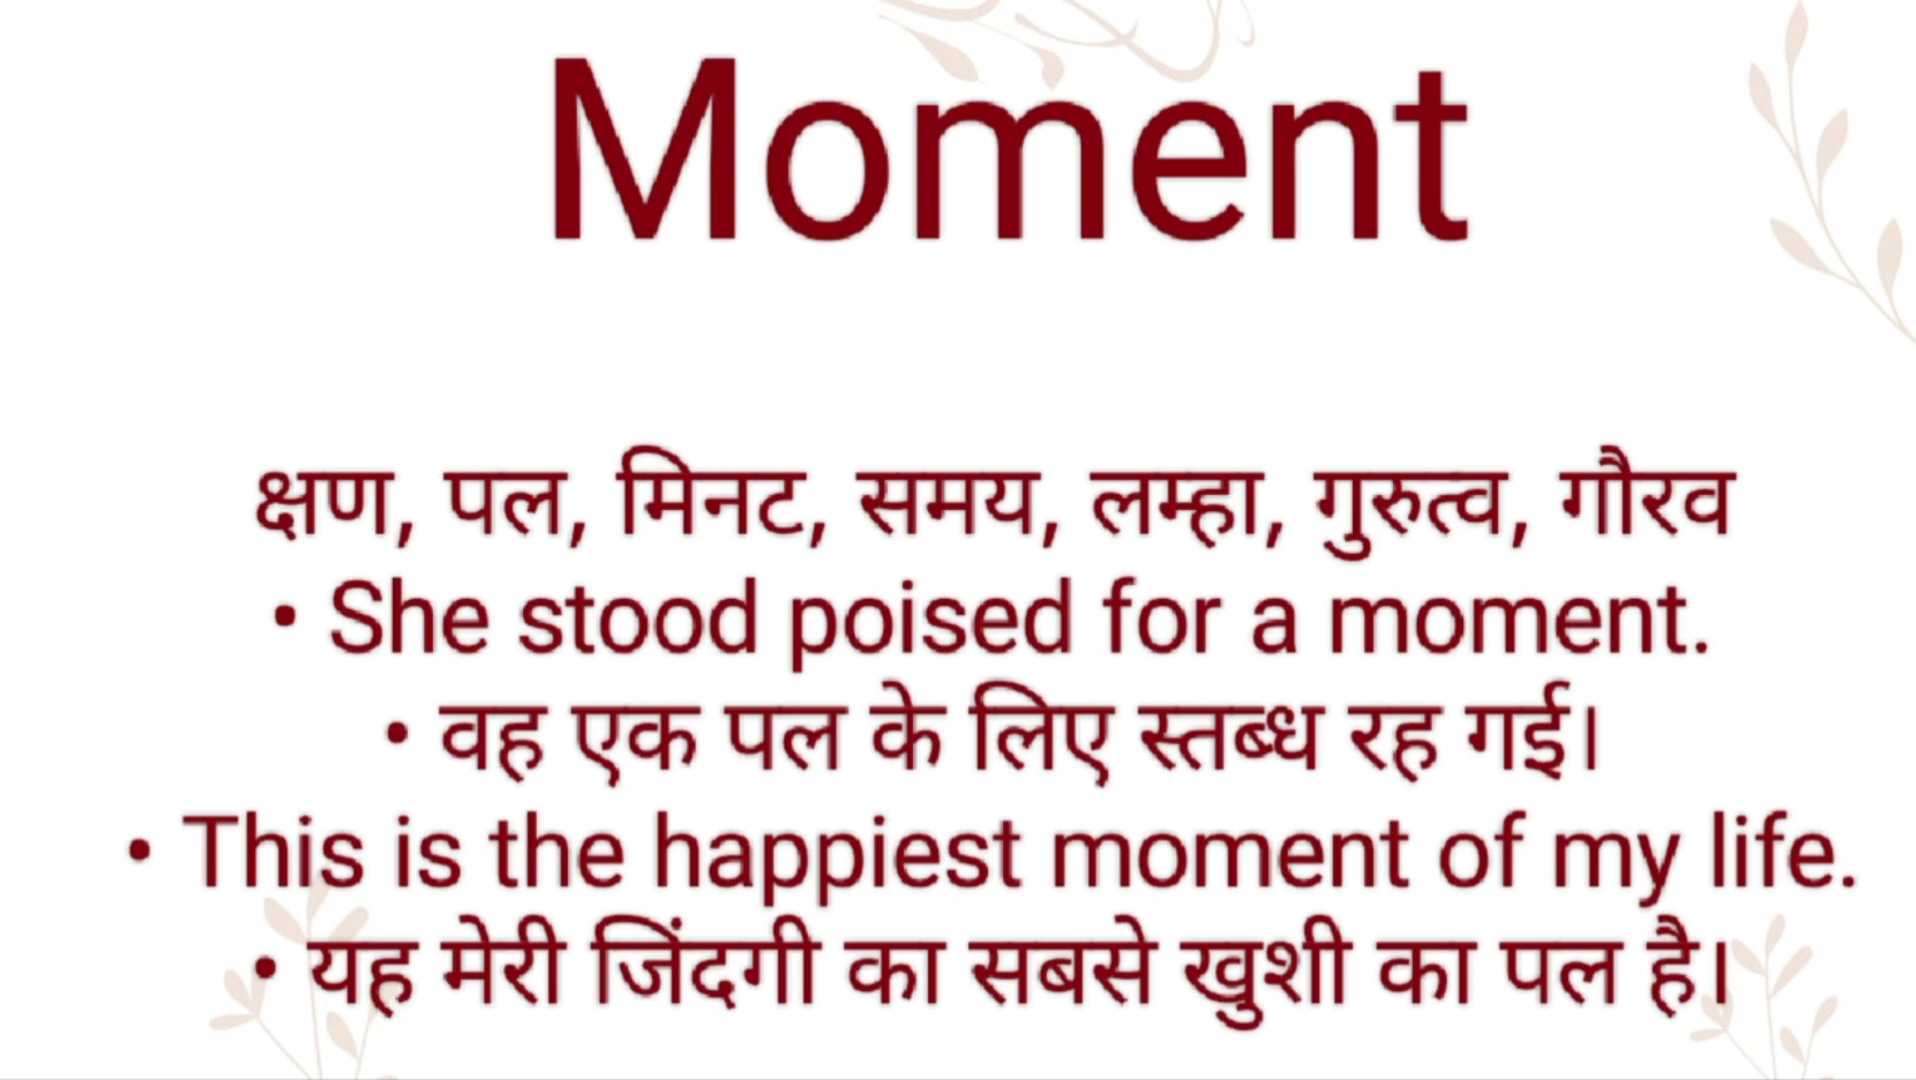 Moment
क्षण, पल, मिनट, समय, लम्हा, गुरुत्व, गौरव
• She stood poised for a moment.
• वह एक पल के लिए स्तब्ध रह गई।
• This is the happiest moment of my life.
• यह मेरी जिंदगी का सबसे खुशी का पल है।